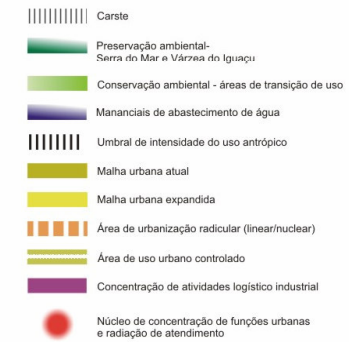 Carste
Preservação ambiental-
Serra do Mar e Várzea do Iguaçu
Conservação ambiental - áreas de transição de uso
Mananciais de abastecimento de água
Umbral de intensidade do uso antrópico
Malha urbana atual
Malha urbana expandida
Área de urbanização radicular (linear/nuclear)
Área de uso urbano controlado
Concentração de atividades logístico industrial
Núcleo de concentração de funções urbanas
e radiação de atendimento